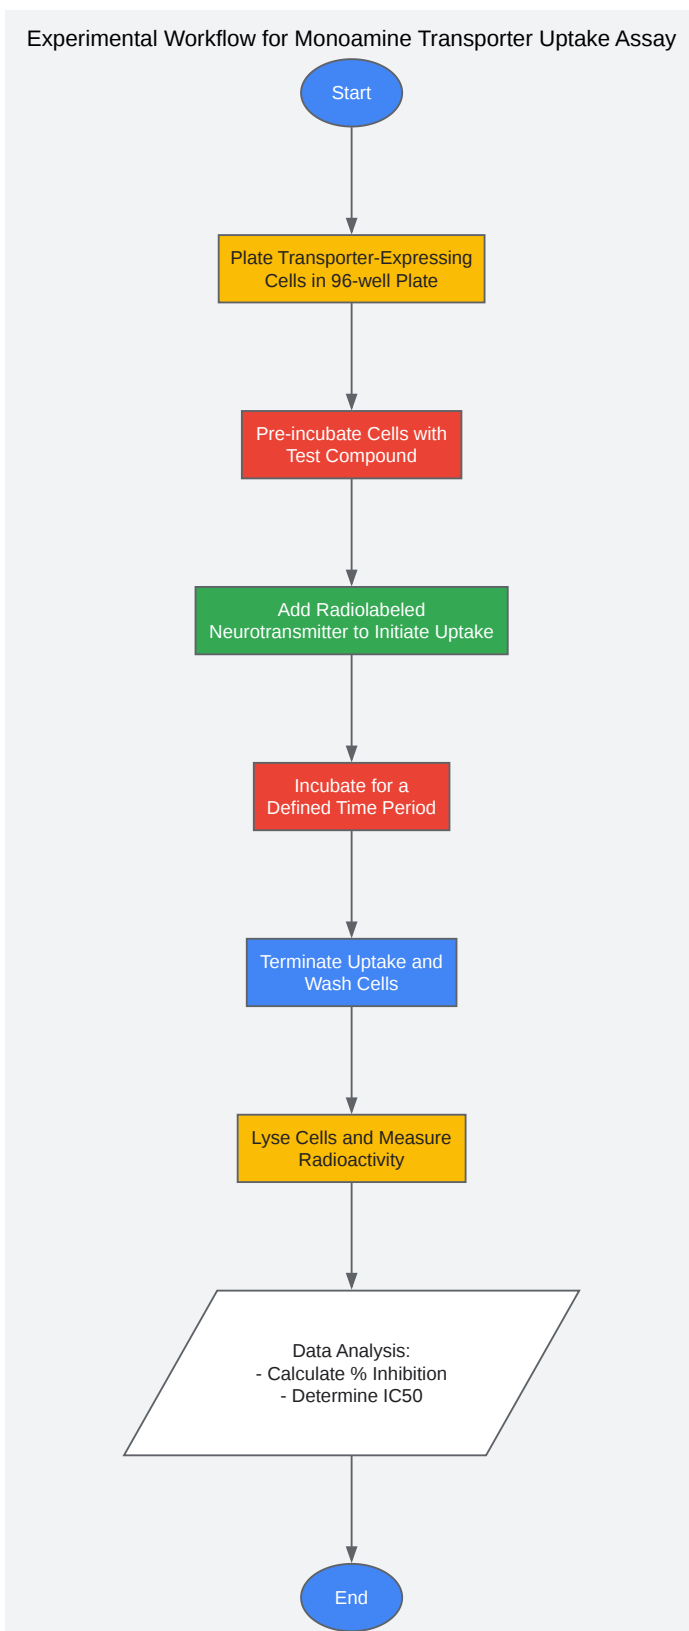 Experimental Workflow for Monoamine Transporter Uptake Assay
Start
Plate Transporter-Expressing
Cells in 96-well Plate
Pre-incubate Cells with
Test Compound
Add Radiolabeled
Neurotransmitter to Initiate Uptake
Incubate for a
Defined Time Period
Terminate Uptake and
Wash Cells
Lyse Cells and Measure
Radioactivity
Data Analysis:
- Calculate % Inhibition
- Determine IC50
End